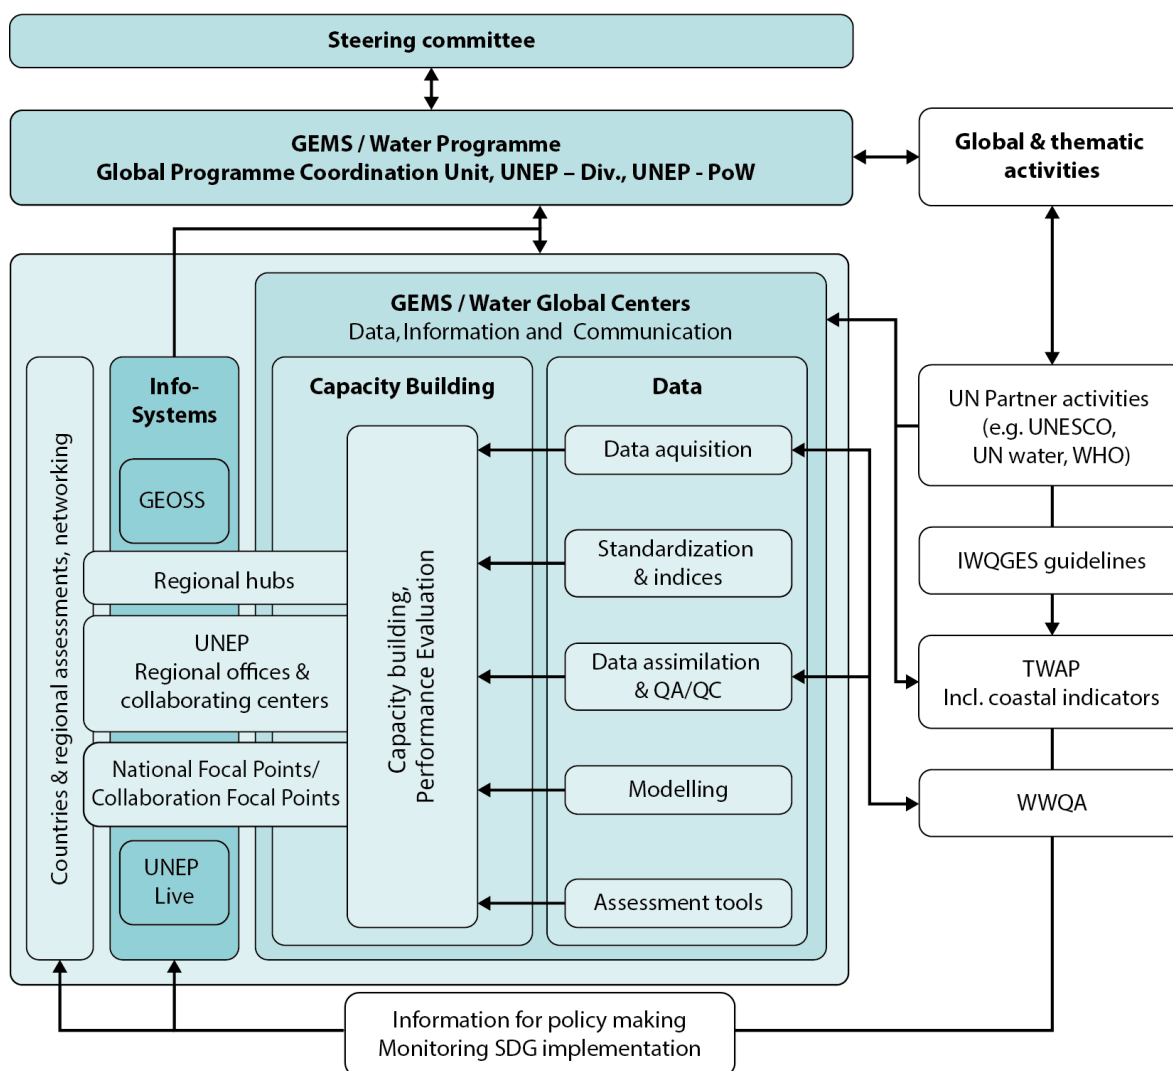 Steering committee
GEMS / Water Programme
Global Programme Coordination Unit, UNEP – Div., UNEP - PoW
Global & thematic
activities
GEMS / Water Global Centers
Data, Information and Communication
Countries & regional assessments, networking
Info-
Systems
GEOSS
Regional hubs
UNEP
Regional offices &
collaborating centers
National Focal Points/
Collaboration Focal Points
UNEP
Live
Capacity Building
Capacity building,
Performance Evaluation
Data
Data aquisition
Standardization
& indices
Data assimilation
& QA/QC
Modelling
Assessment tools
UN Partner activities
(e.g. UNESCO,
UN water, WHO)
IWQGES guidelines
TWAP
Incl. coastal indicators
WWQA
Information for policy making
Monitoring SDG implementation